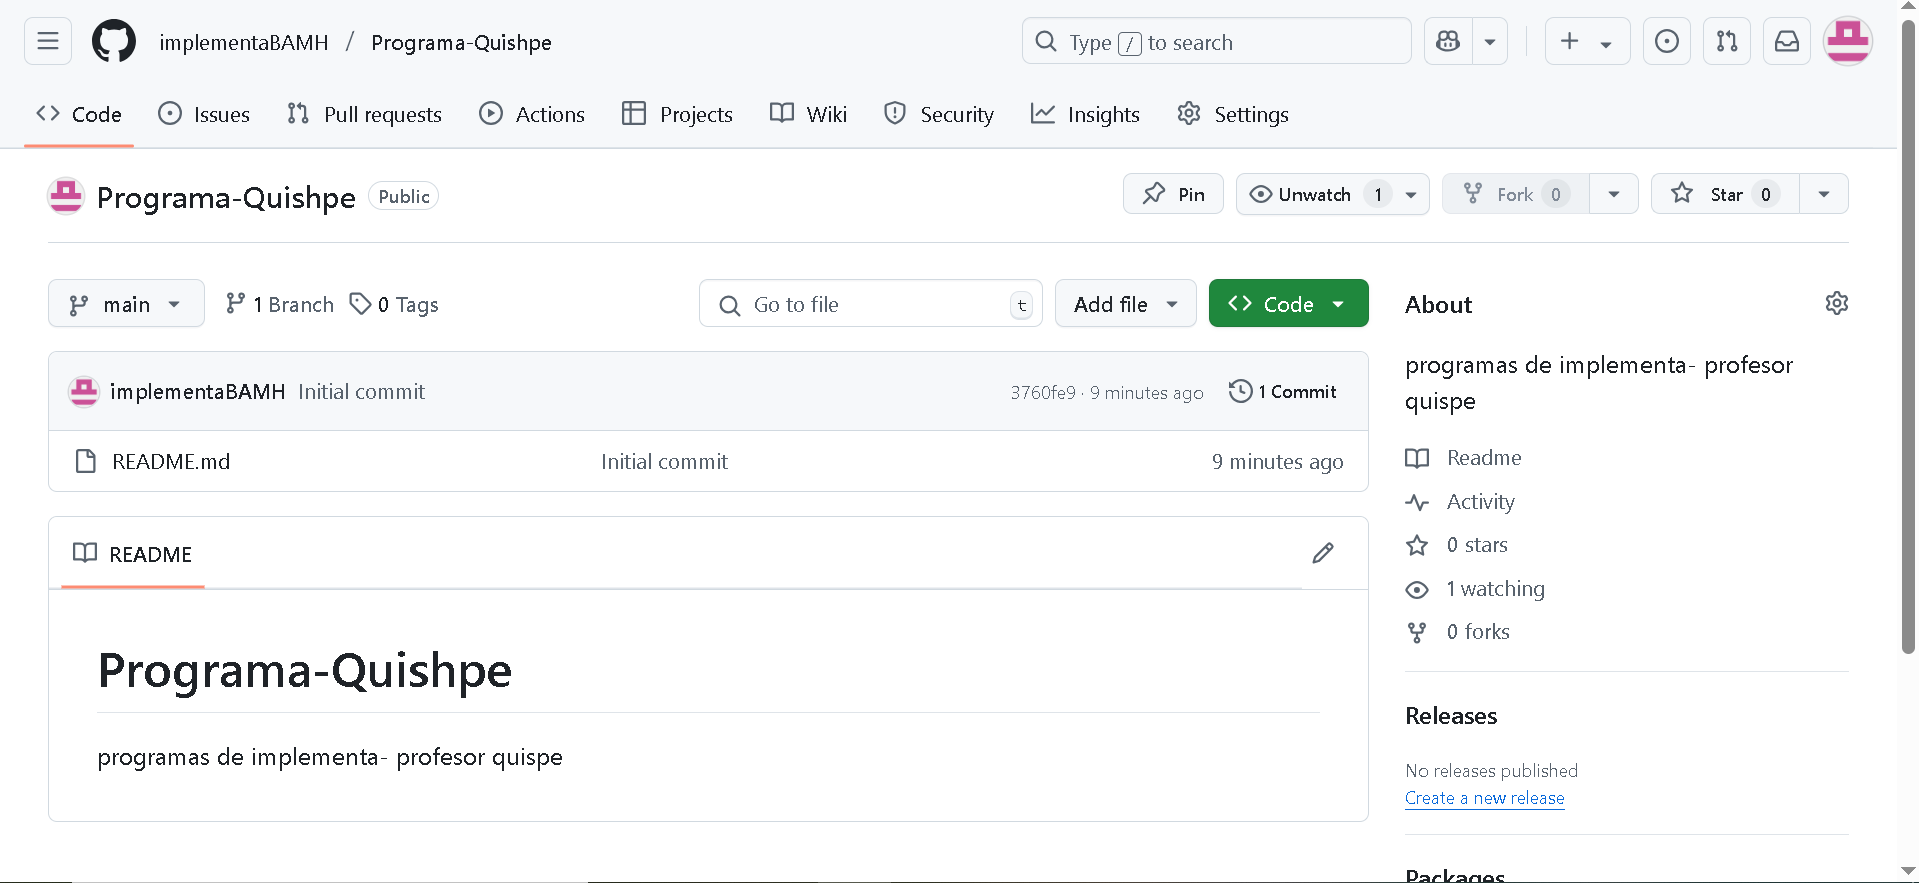 implementaBAMH / Programa-Quishpe
Type / to search
Code Issues Pull requests Actions Projects Wiki Security Insights Settings
Programa-Quishpe Public
Pin Unwatch 1 Fork 0 Star 0
main 1 Branch 0 Tags
Go to file t Add file Code
implementaBAMH Initial commit 3760fe9 · 9 minutes ago 1 Commit
README.md Initial commit 9 minutes ago
README
Programa-Quishpe
programas de implementa- profesor quispe
About
programas de implementa- profesor
quispe
Readme
Activity
0 stars
1 watching
0 forks
Releases
No releases published
Create a new release
Packages